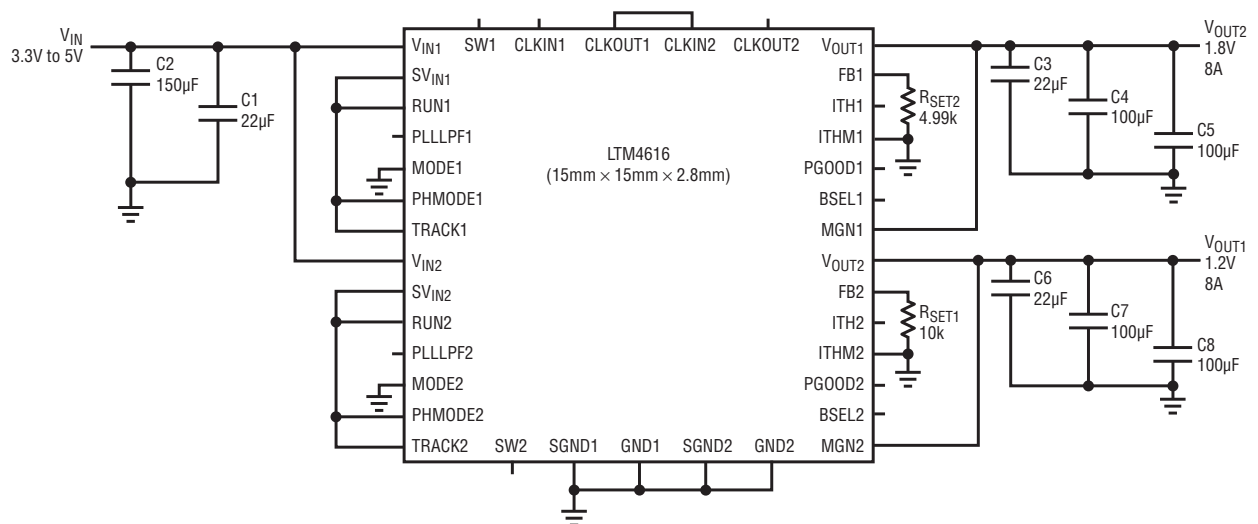 VIN
3.3V to 5V
C2
150µF
C1
22µF
SW1 CLKIN1 CLKOUT1 CLKIN2 CLKOUT2
VIN1
SVIN1
RUN1
PLLLPF1
MODE1
PHMODE1
TRACK1
VIN2
SVIN2
RUN2
PLLLPF2
MODE2
PHMODE2
TRACK2
LTM4616
(15mm × 15mm × 2.8mm)
SW2 SGND1 GND1 SGND2 GND2
VOUT1
FB1
ITH1
ITHM1
PGOOD1
BSEL1
MGN1
VOUT2
FB2
ITH2
ITHM2
PGOOD2
BSEL2
MGN2
RSET2
4.99k
RSET1
10k
C3
22µF
C4
100µF
C5
100µF
VOUT2
1.8V
8A
C6
22µF
C7
100µF
C8
100µF
VOUT1
1.2V
8A